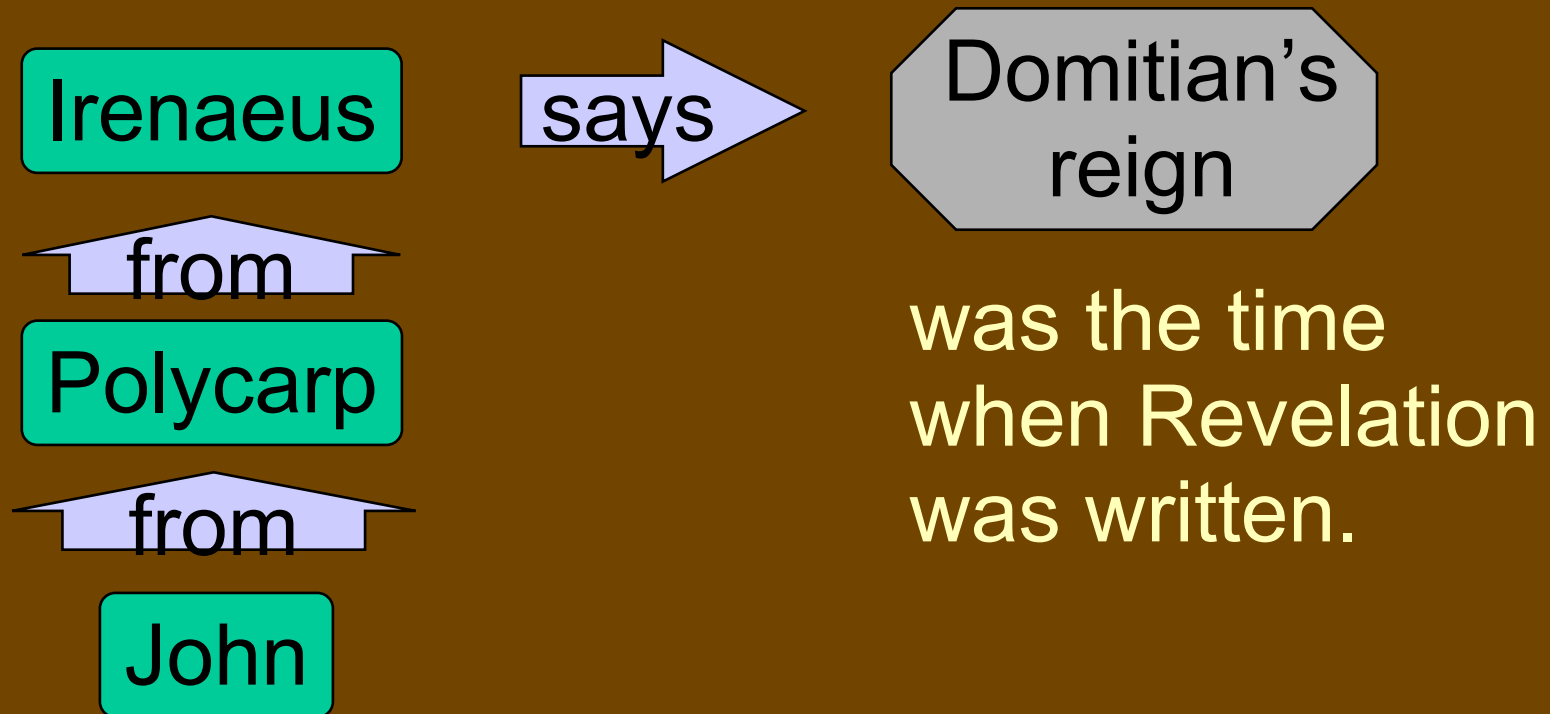 Irenaeus
says
Domitian’s
reign
from
Polycarp
from
John
was the time
when Revelation
was written.